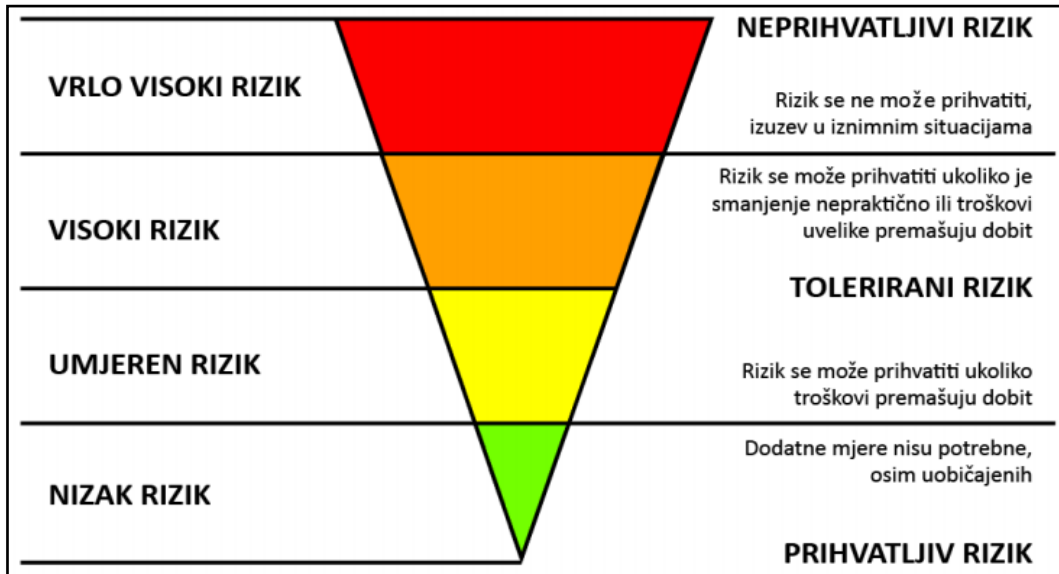 NEPRIHVATLJIVI RIZIK
VRLO VISOKI RIZIK
Rizik se ne može prihvatiti,
izuzev u iznimnim situacijama
Rizik se može prihvatiti ukoliko je
smanjenje nepraktično ili troškovi
uvelike premašuju dobit
VISOKI RIZIK
TOLERIRANI RIZIK
UMJEREN RIZIK
Rizik se može prihvatiti ukoliko
troškovi premašuju dobit
Dodatne mjere nisu potrebne,
osim uobičajenih
NIZAK RIZIK
PRIHVATLJIV RIZIK